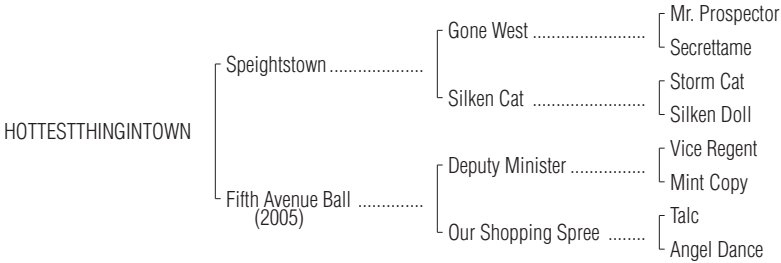 Mr. Prospector
Gone West ........................
Secrettame
Speightstown ....................
Storm Cat
Silken Cat ........................
Silken Doll
HOTTESTTHINGINTOWN
Vice Regent
Deputy Minister ................
Mint Copy
Fifth Avenue Ball ..............
(2005)
Talc
Our Shopping Spree ........
Angel Dance